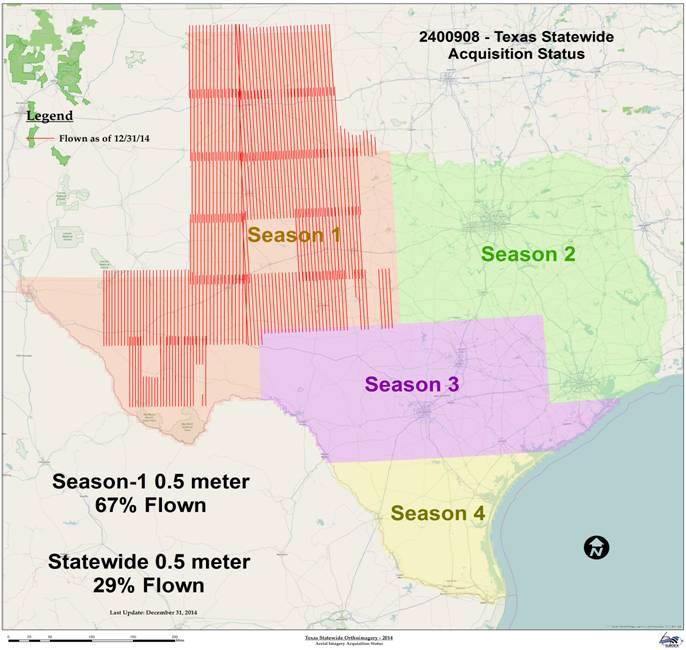 2400908 - Texas Statewide
Acquisition Status
Legend
Flown as of 12/31/14
Season 1
Season 2
Season 3
Season 4
Season-1 0.5 meter
67% Flown
Statewide 0.5 meter
29% Flown
Last Update: December 31, 2014
N
Texas Statewide Orthoimagery - 2014
Aerial Imagery Acquisition Status